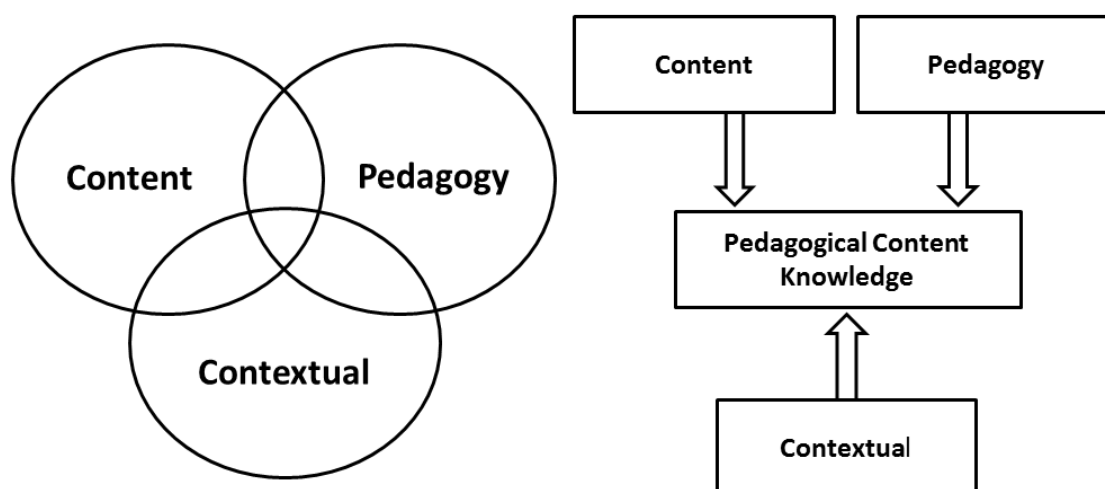 Content
Pedagogy
Contextual
Content
Pedagogy
Pedagogical Content
Knowledge
Contextual